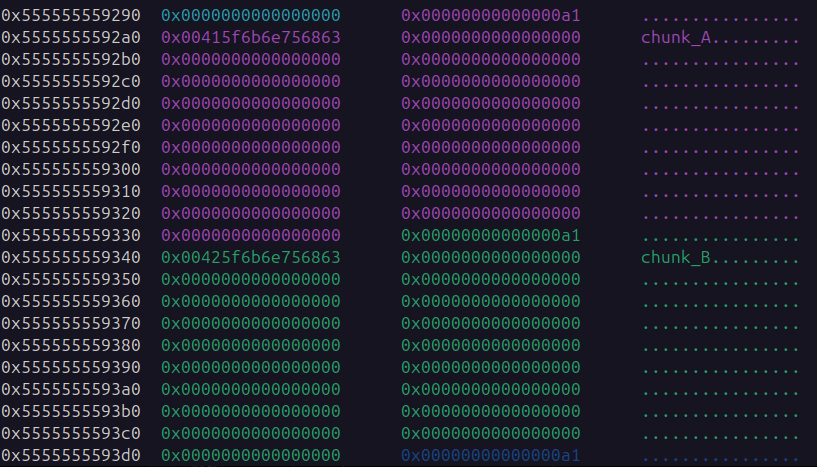 0x555555559290 0x0000000000000000 0x00000000000000a1 ................
0x5555555592a0 0x00415f6b6e756863 0x0000000000000000 chunk_A.........
0x5555555592b0 0x0000000000000000 0x0000000000000000 ................
0x5555555592c0 0x0000000000000000 0x0000000000000000 ................
0x5555555592d0 0x0000000000000000 0x0000000000000000 ................
0x5555555592e0 0x0000000000000000 0x0000000000000000 ................
0x5555555592f0 0x0000000000000000 0x0000000000000000 ................
0x555555559300 0x0000000000000000 0x0000000000000000 ................
0x555555559310 0x0000000000000000 0x0000000000000000 ................
0x555555559320 0x0000000000000000 0x0000000000000000 ................
0x555555559330 0x0000000000000000 0x00000000000000a1 ................
0x555555559340 0x00425f6b6e756863 0x0000000000000000 chunk_B.........
0x555555559350 0x0000000000000000 0x0000000000000000 ................
0x555555559360 0x0000000000000000 0x0000000000000000 ................
0x555555559370 0x0000000000000000 0x0000000000000000 ................
0x555555559380 0x0000000000000000 0x0000000000000000 ................
0x555555559390 0x0000000000000000 0x0000000000000000 ................
0x5555555593a0 0x0000000000000000 0x0000000000000000 ................
0x5555555593b0 0x0000000000000000 0x0000000000000000 ................
0x5555555593c0 0x0000000000000000 0x0000000000000000 ................
0x5555555593d0 0x0000000000000000 0x00000000000000a1 ................